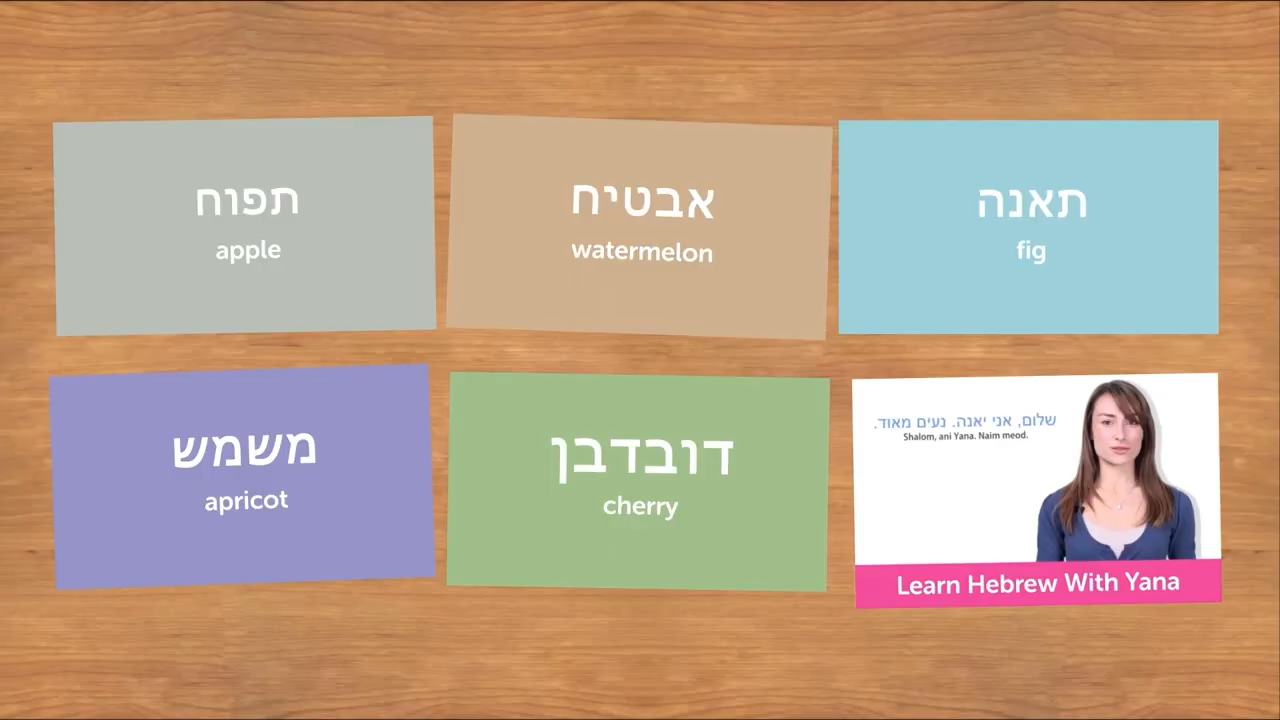 תפוח
apple
אבטיח
watermelon
תאנה
fig
משמש
apricot
דובדבן
cherry
שלום, אני יאנה. נעים מאוד.
Shalom, ani Yana. Naim meod.
Learn Hebrew With Yana